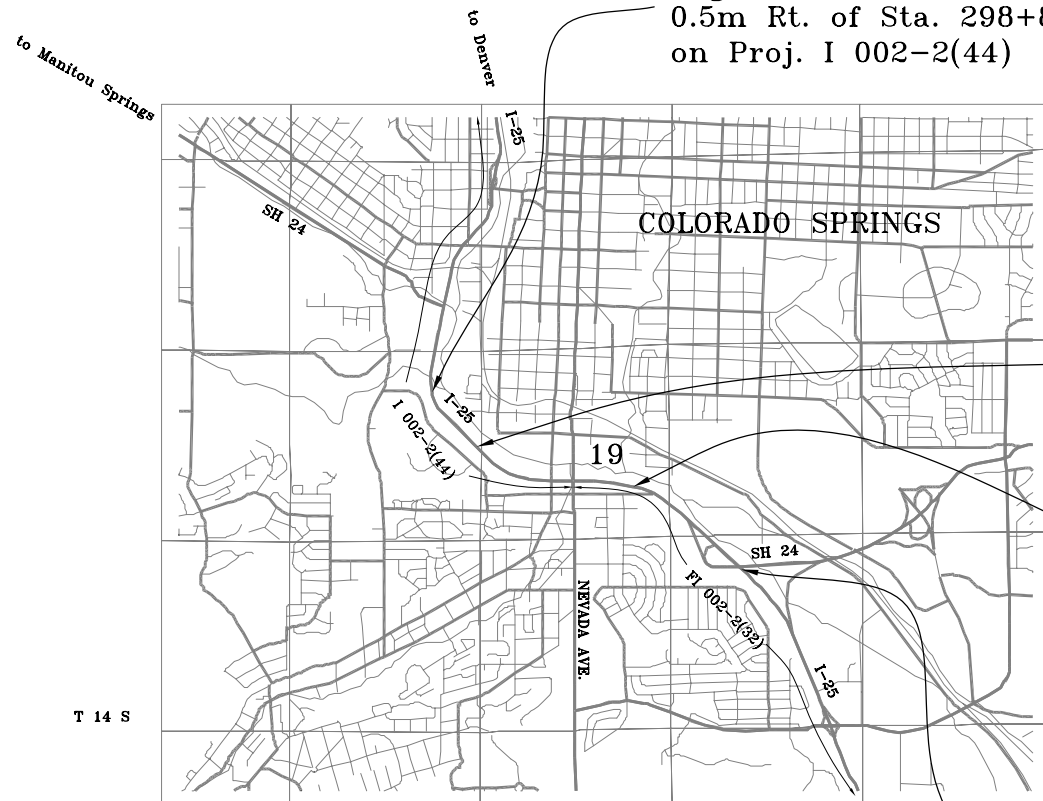 0.5m Rt. of Sta. 298+8
on Proj. I 002-2(44)
to Manitou Springs
to Denver
I-25
SH 24
COLORADO SPRINGS
I-25
I 002-2(44)
19
SH 24
FI 002-2(32)
NEVADA AVE.
I-25
T 14 S